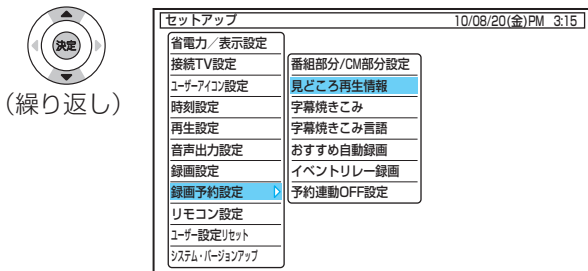 決定
（繰り返し）
セットアップ 10/08/20(金)PM 3:15
省電力／表示設定
接続TV設定
ユーザーアイコン設定
時刻設定
再生設定
音声出力設定
録画設定
録画予約設定
リモコン設定
ユーザー設定リセット
システム・バージョンアップ
番組部分/CM部分設定
見どころ再生情報
字幕焼きこみ
字幕焼きこみ言語
おすすめ自動録画
イベントリレー録画
予約連動OFF設定